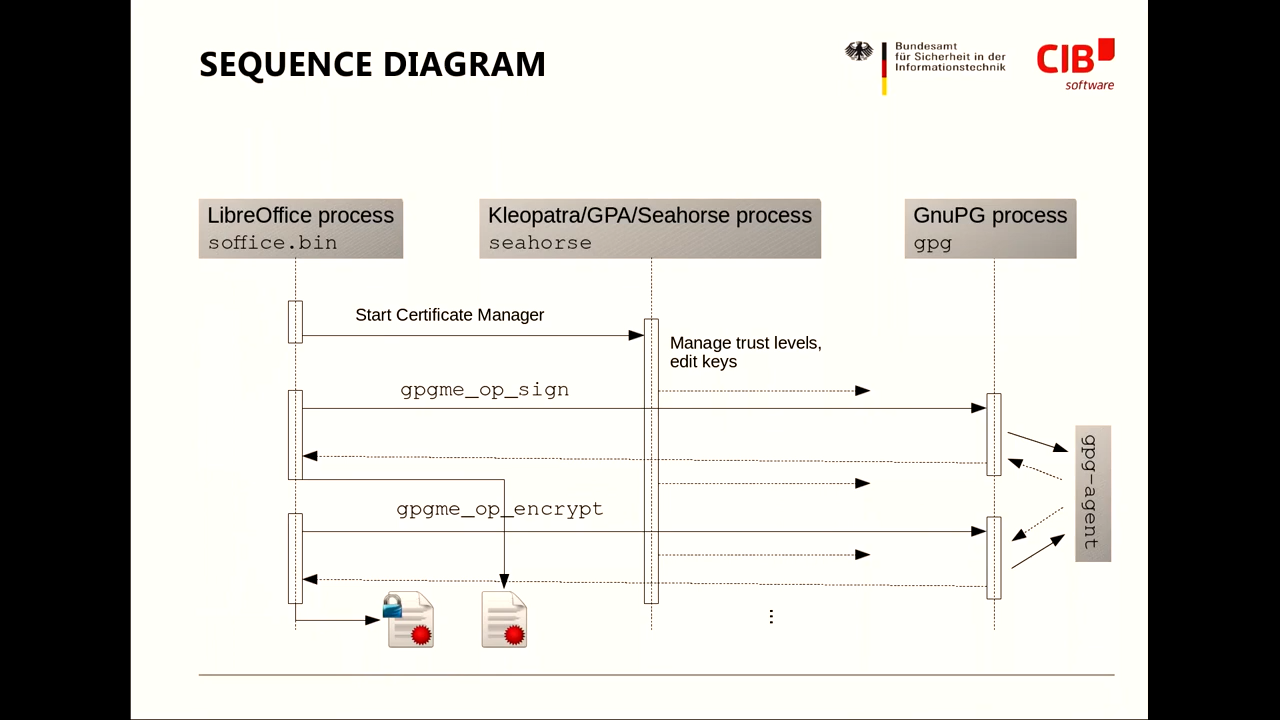 SEQUENCE DIAGRAM
Bundesamt
für Sicherheit in der
Informationstechnik
CIB
software
LibreOffice process
soffice.bin
Kleopatra/GPA/Seahorse process
seahorse
GnuPG process
gpg
Start Certificate Manager
Manage trust levels,
edit keys
gpgme_op_sign
gpg-agent
gpgme_op_encrypt